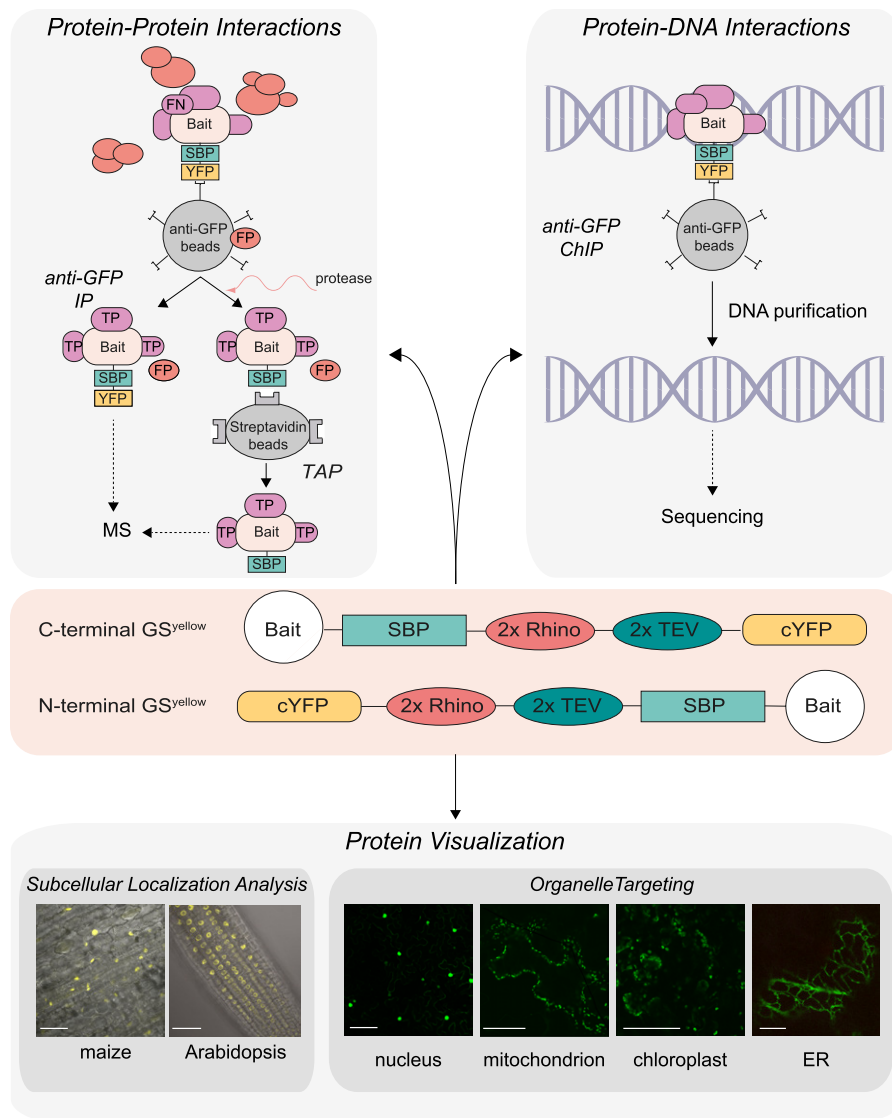 Protein-Protein Interactions
FN
Bait
SBP
YFP
anti-GFP
beads
FP
protease
anti-GFP
IP
TP
TP
Bait
TP
FP
SBP
YFP
TP
TP
Bait
TP
FP
SBP
Streptavidin
beads
TAP
TP
TP
Bait
TP
SBP
MS
Protein-DNA Interactions
Bait
SBP
YFP
anti-GFP
ChIP
anti-GFP
beads
DNA purification
Sequencing
C-terminal GSyellow
Bait
SBP
2x Rhino
2x TEV
cYFP
N-terminal GSyellow
cYFP
2x Rhino
2x TEV
SBP
Bait
Protein Visualization
Subcellular Localization Analysis
maize
Arabidopsis
OrganelleTargeting
nucleus
mitochondrion
chloroplast
ER